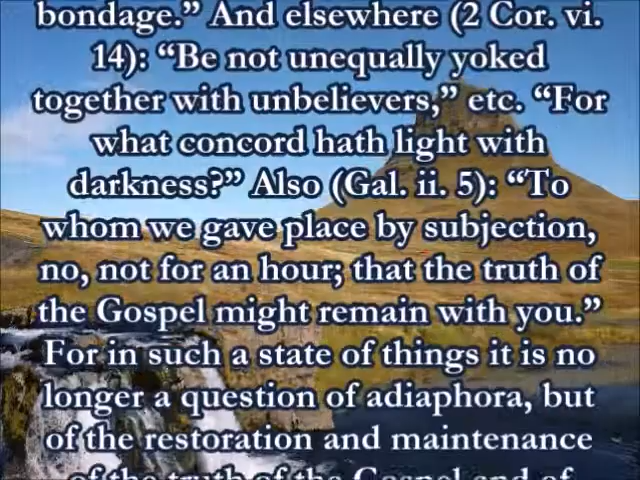 bondage.” And elsewhere (2 Cor. vi.
14): “Be not unequally yoked
together with unbelievers,” etc. “For
what concord hath light with
darkness?” Also (Gal. ii. 5): “To
whom we gave place by subjection,
no, not for an hour; that the truth of
the Gospel might remain with you.”
For in such a state of things it is no
longer a question of adiaphora, but
of the restoration and maintenance
of the truth of the Gospel and of